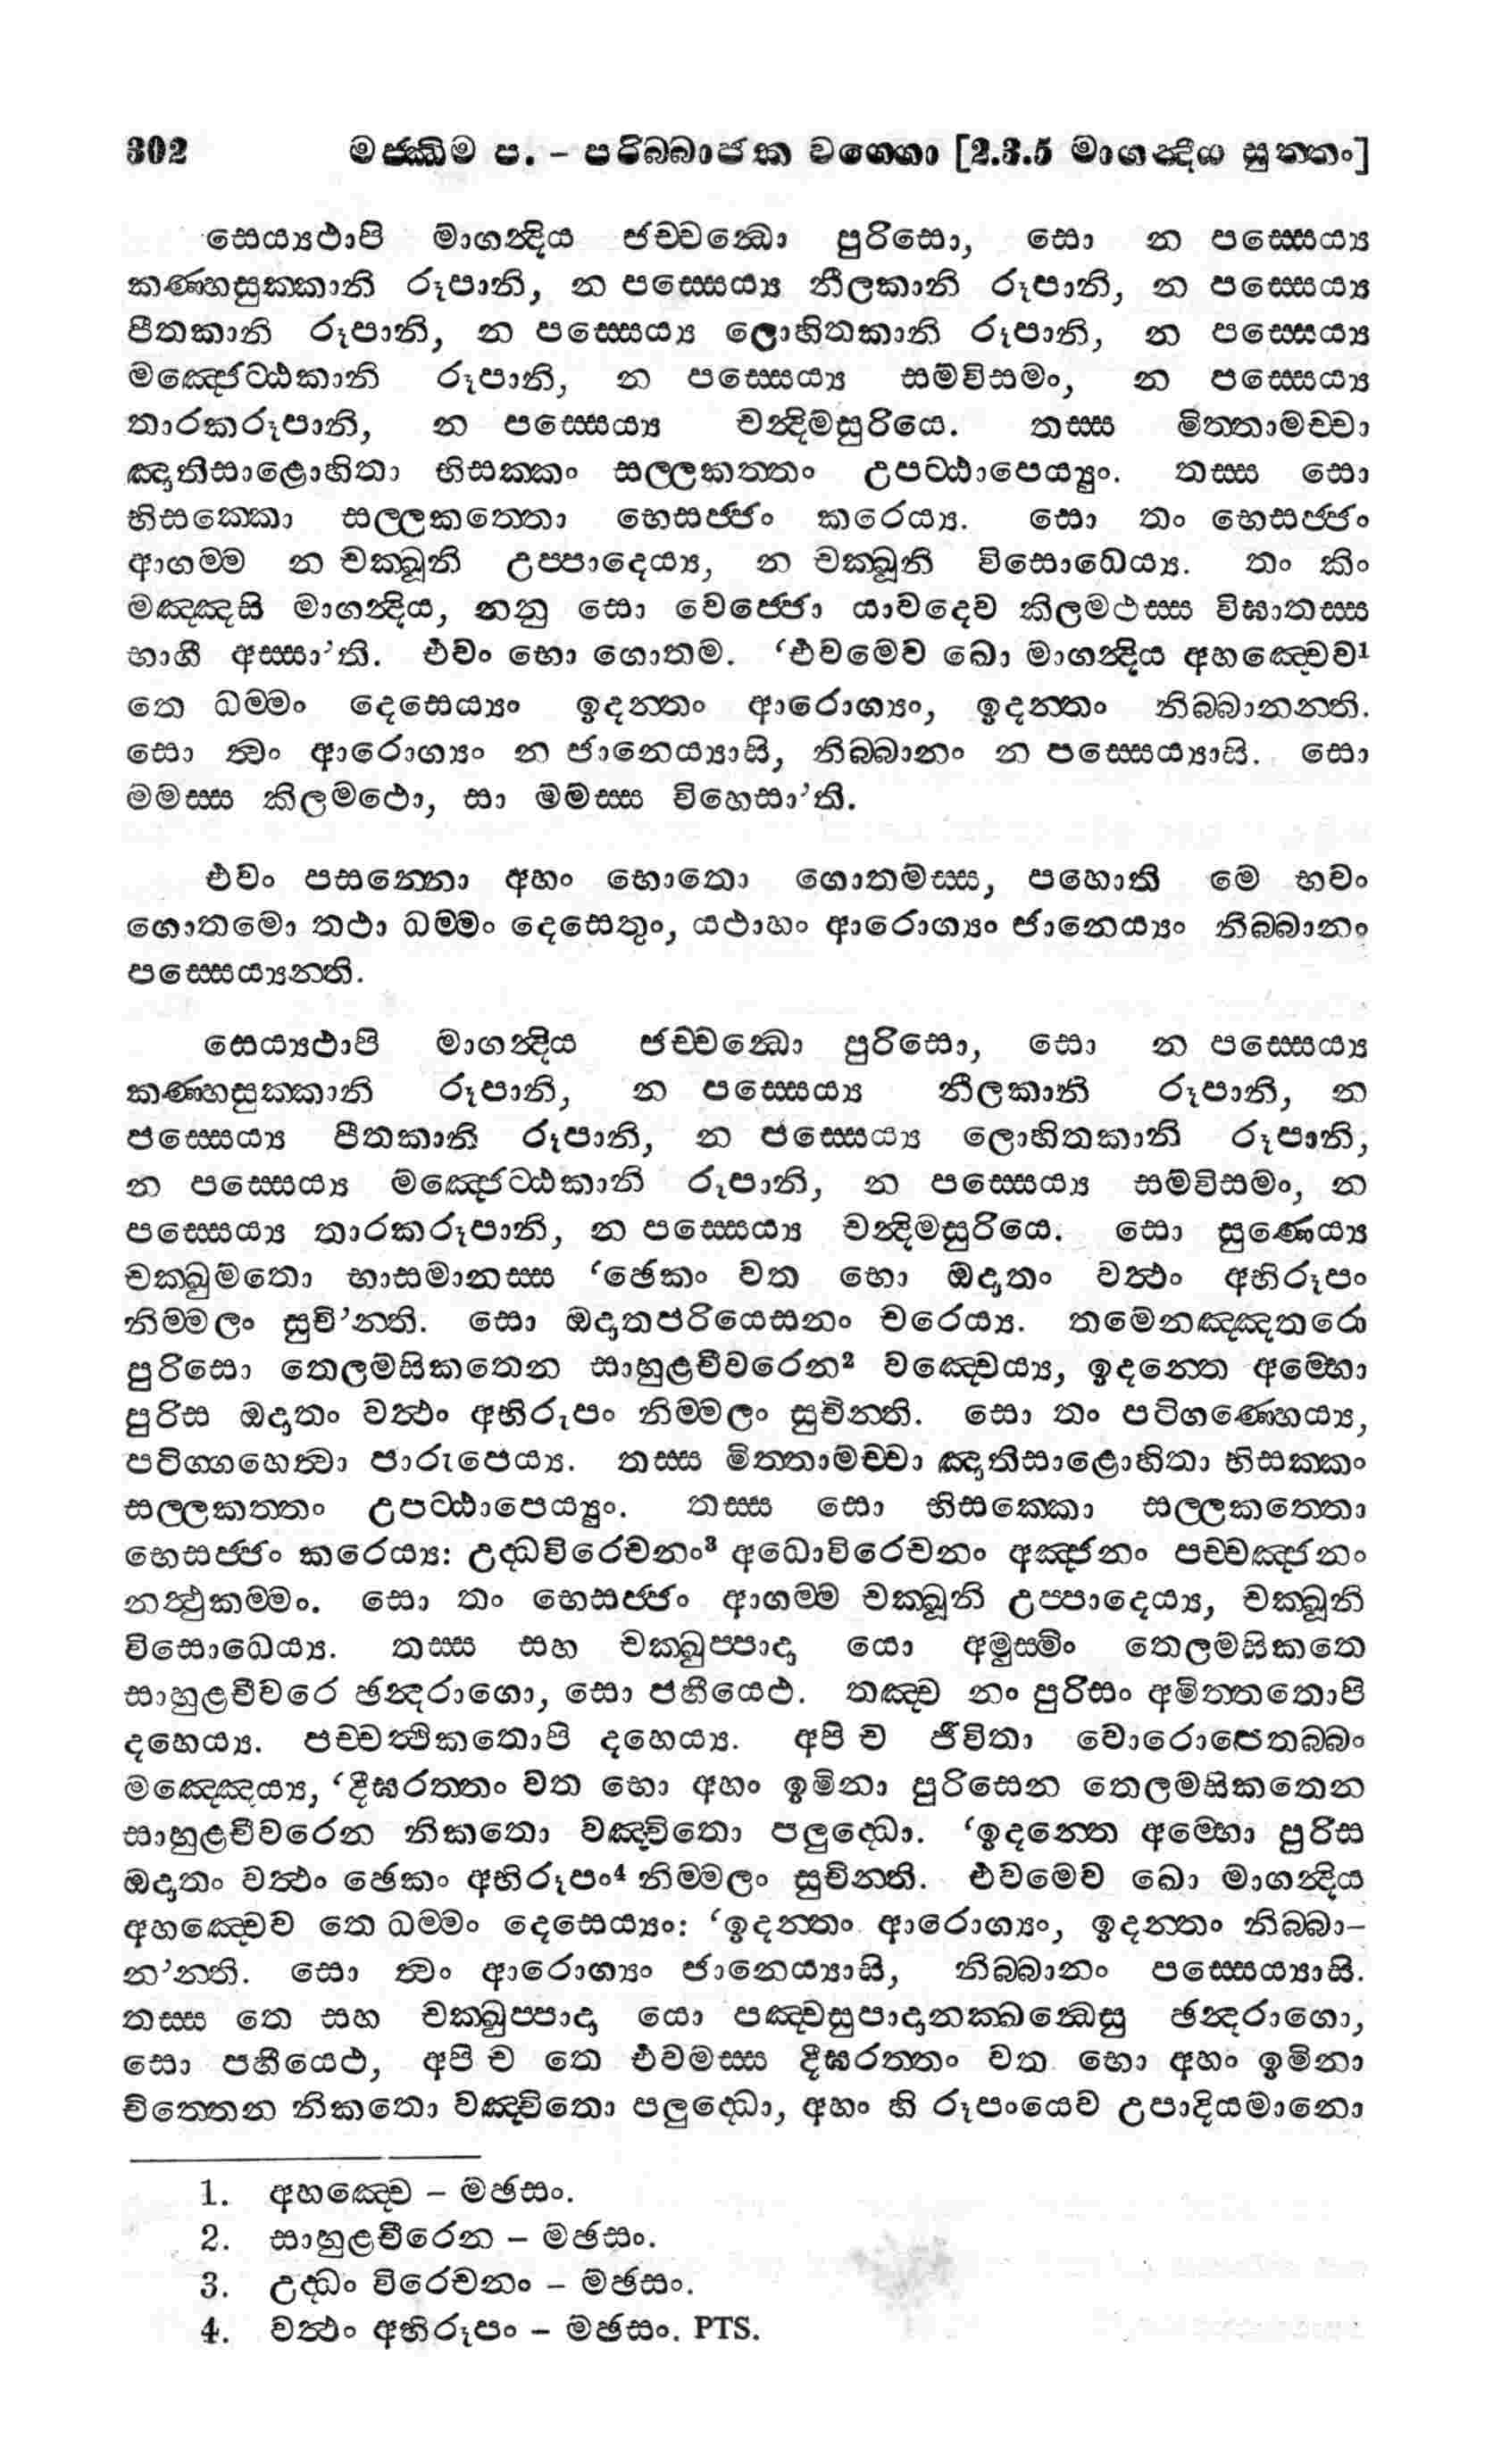 302 මජ්ඣිම ප. – පරිබ්බාජක වග්ගො [2.3.5 මාගන්දිය සුත්තං]
සෙය්‍යථාපි මාගන්දිය ජච්චන්ධො පුරිසො, සො න පස්සෙය්‍ය
කණ්හසුක්කානි රූපානි, න පස්සෙය්‍ය නීලකානි රූපානි, න පස්සෙය්‍ය
පීතකානි රූපානි, න පස්සෙය්‍ය ලොහිතකානි රූපානි, න පස්සෙය්‍ය
මඤ්ජෙට්ඨකානි රූපානි, න පස්සෙය්‍ය සමවිසමං, න පස්සෙය්‍ය
තාරකරූපානි, න පස්සෙය්‍ය චන්දිමසුරියෙ. තස්ස මිත්තාමච්චා
ඤාතිසාළොහිතා භිසක්කං සල්ලකත්තං උපට්ඨාපෙය්‍යුං. තස්ස සො
භිසක්කො සල්ලකත්තො භෙසජ්ජං කරෙය්‍ය. සො තං භෙසජ්ජං
ආගම්ම න චක්ඛූනි උප්පාදෙය්‍ය, න චක්ඛූනි විසොධෙය්‍ය. තං කිං
මඤ්ඤසි මාගන්දිය, නනු සො වෙජ්ජො යාවදෙව කිලමථස්ස විඝාතස්ස
භාගී අස්සා’ති. එවං භො ගොතම. ‘එවමෙව ඛො මාගන්දිය අහඤ්චෙව¹
තෙ ධම්මං දෙසෙය්‍යං ඉදන්තං ආරොග්‍යං, ඉදන්තං නිබ්බානන්ති.
සො ත්වං ආරොග්‍යං න ජානෙය්‍යාසි, නිබ්බානං න පස්සෙය්‍යාසි. සො
මමස්ස කිලමථො, සා මමස්ස විහෙසා’ති.
එවං පසන්නො අහං භොතො ගොතමස්ස, පහොති මෙ භවං
ගොතමො තථා ධම්මං දෙසෙතුං, යථාහං ආරොග්‍යං ජානෙය්‍යං නිබ්බානං
පස්සෙය්‍යන්ති.
සෙය්‍යථාපි මාගන්දිය ජච්චන්ධො පුරිසො, සො න පස්සෙය්‍ය
කණ්හසුක්කානි රූපානි, න පස්සෙය්‍ය නීලකානි රූපානි, න
පස්සෙය්‍ය පීතකානි රූපානි, න පස්සෙය්‍ය ලොහිතකානි රූපානි,
න පස්සෙය්‍ය මඤ්ජෙට්ඨකානි රූපානි, න පස්සෙය්‍ය සමවිසමං, න
පස්සෙය්‍ය තාරකරූපානි, න පස්සෙය්‍ය චන්දිමසුරියෙ. සො සුණෙය්‍ය
චක්ඛුමතො භාසමානස්ස ‘ඡෙකං වත භො ඔදාතං වත්ථං අභිරූපං
නිම්මලං සුචි’න්ති. සො ඔදාතපරියෙසනං චරෙය්‍ය. තමෙනඤ්ඤතරො
පුරිසො තෙලමසිකතෙන සාහුළචීවරෙන² වඤ්චෙය්‍ය, ඉදන්තෙ අම්භො
පුරිස ඔදාතං වත්ථං අභිරූපං නිම්මලං සුචින්ති. සො තං පටිගණ්හෙය්‍ය,
පටිග්ගහෙත්වා පාරුපෙය්‍ය. තස්ස මිත්තාමච්චා ඤාතිසාළොහිතා භිසක්කං
සල්ලකත්තං උපට්ඨාපෙය්‍යුං. තස්ස සො භිසක්කො සල්ලකත්තො
භෙසජ්ජං කරෙය්‍ය: උද්ධවිරෙචනං³ අධොවිරෙචනං අඤ්ජනං පච්චඤ්ජනං
නත්ථුකම්මං. සො තං භෙසජ්ජං ආගම්ම චක්ඛූනි උප්පාදෙය්‍ය, චක්ඛූනි
විසොධෙය්‍ය. තස්ස සහ චක්ඛුප්පාදා යො අමුස්මිං තෙලමසිකතෙ
සාහුළචීවරෙ ඡන්දරාගො, සො පහීයෙථ. තඤ්ච නං පුරිසං අමිත්තතොපි
දහෙය්‍ය. පච්චත්ථිකතොපි දහෙය්‍ය. අපි ච ජීවිතා වොරොපෙතබ්බං
මඤ්ඤෙය්‍ය, ‘දීඝරත්තං වත භො අහං ඉමිනා පුරිසෙන තෙලමසිකතෙන
සාහුළචීවරෙන නිකතො වඤ්චිතො පලුද්ධො. ‘ඉදන්තෙ අම්භො පුරිස
ඔදාතං වත්ථං ඡෙකං අභිරූපං⁴ නිම්මලං සුචින්ති. එවමෙව ඛො මාගන්දිය
අහඤ්චෙව තෙ ධම්මං දෙසෙය්‍යං: ‘ඉදන්තං ආරොග්‍යං, ඉදන්තං නිබ්බා-
න’න්ති. සො ත්වං ආරොග්‍යං ජානෙය්‍යාසි, නිබ්බානං පස්සෙය්‍යාසි.
තස්ස තෙ සහ චක්ඛුප්පාදා යො පඤ්චසුපාදානක්ඛන්ධෙසු ඡන්දරාගො,
සො පහීයෙථ, අපි ච තෙ එවමස්ස දීඝරත්තං වත භො අහං ඉමිනා
චිත්තෙන නිකතො වඤ්චිතො පලුද්ධො, අහං හි රූපංයෙව උපාදියමානො
1. අහඤ්චෙ – මඡසං.
2. සාහුළචීරෙන – මඡසං.
3. උද්ධං විරෙචනං – මඡසං.
4. වත්ථං අභිරූපං – මඡසං. PTS.